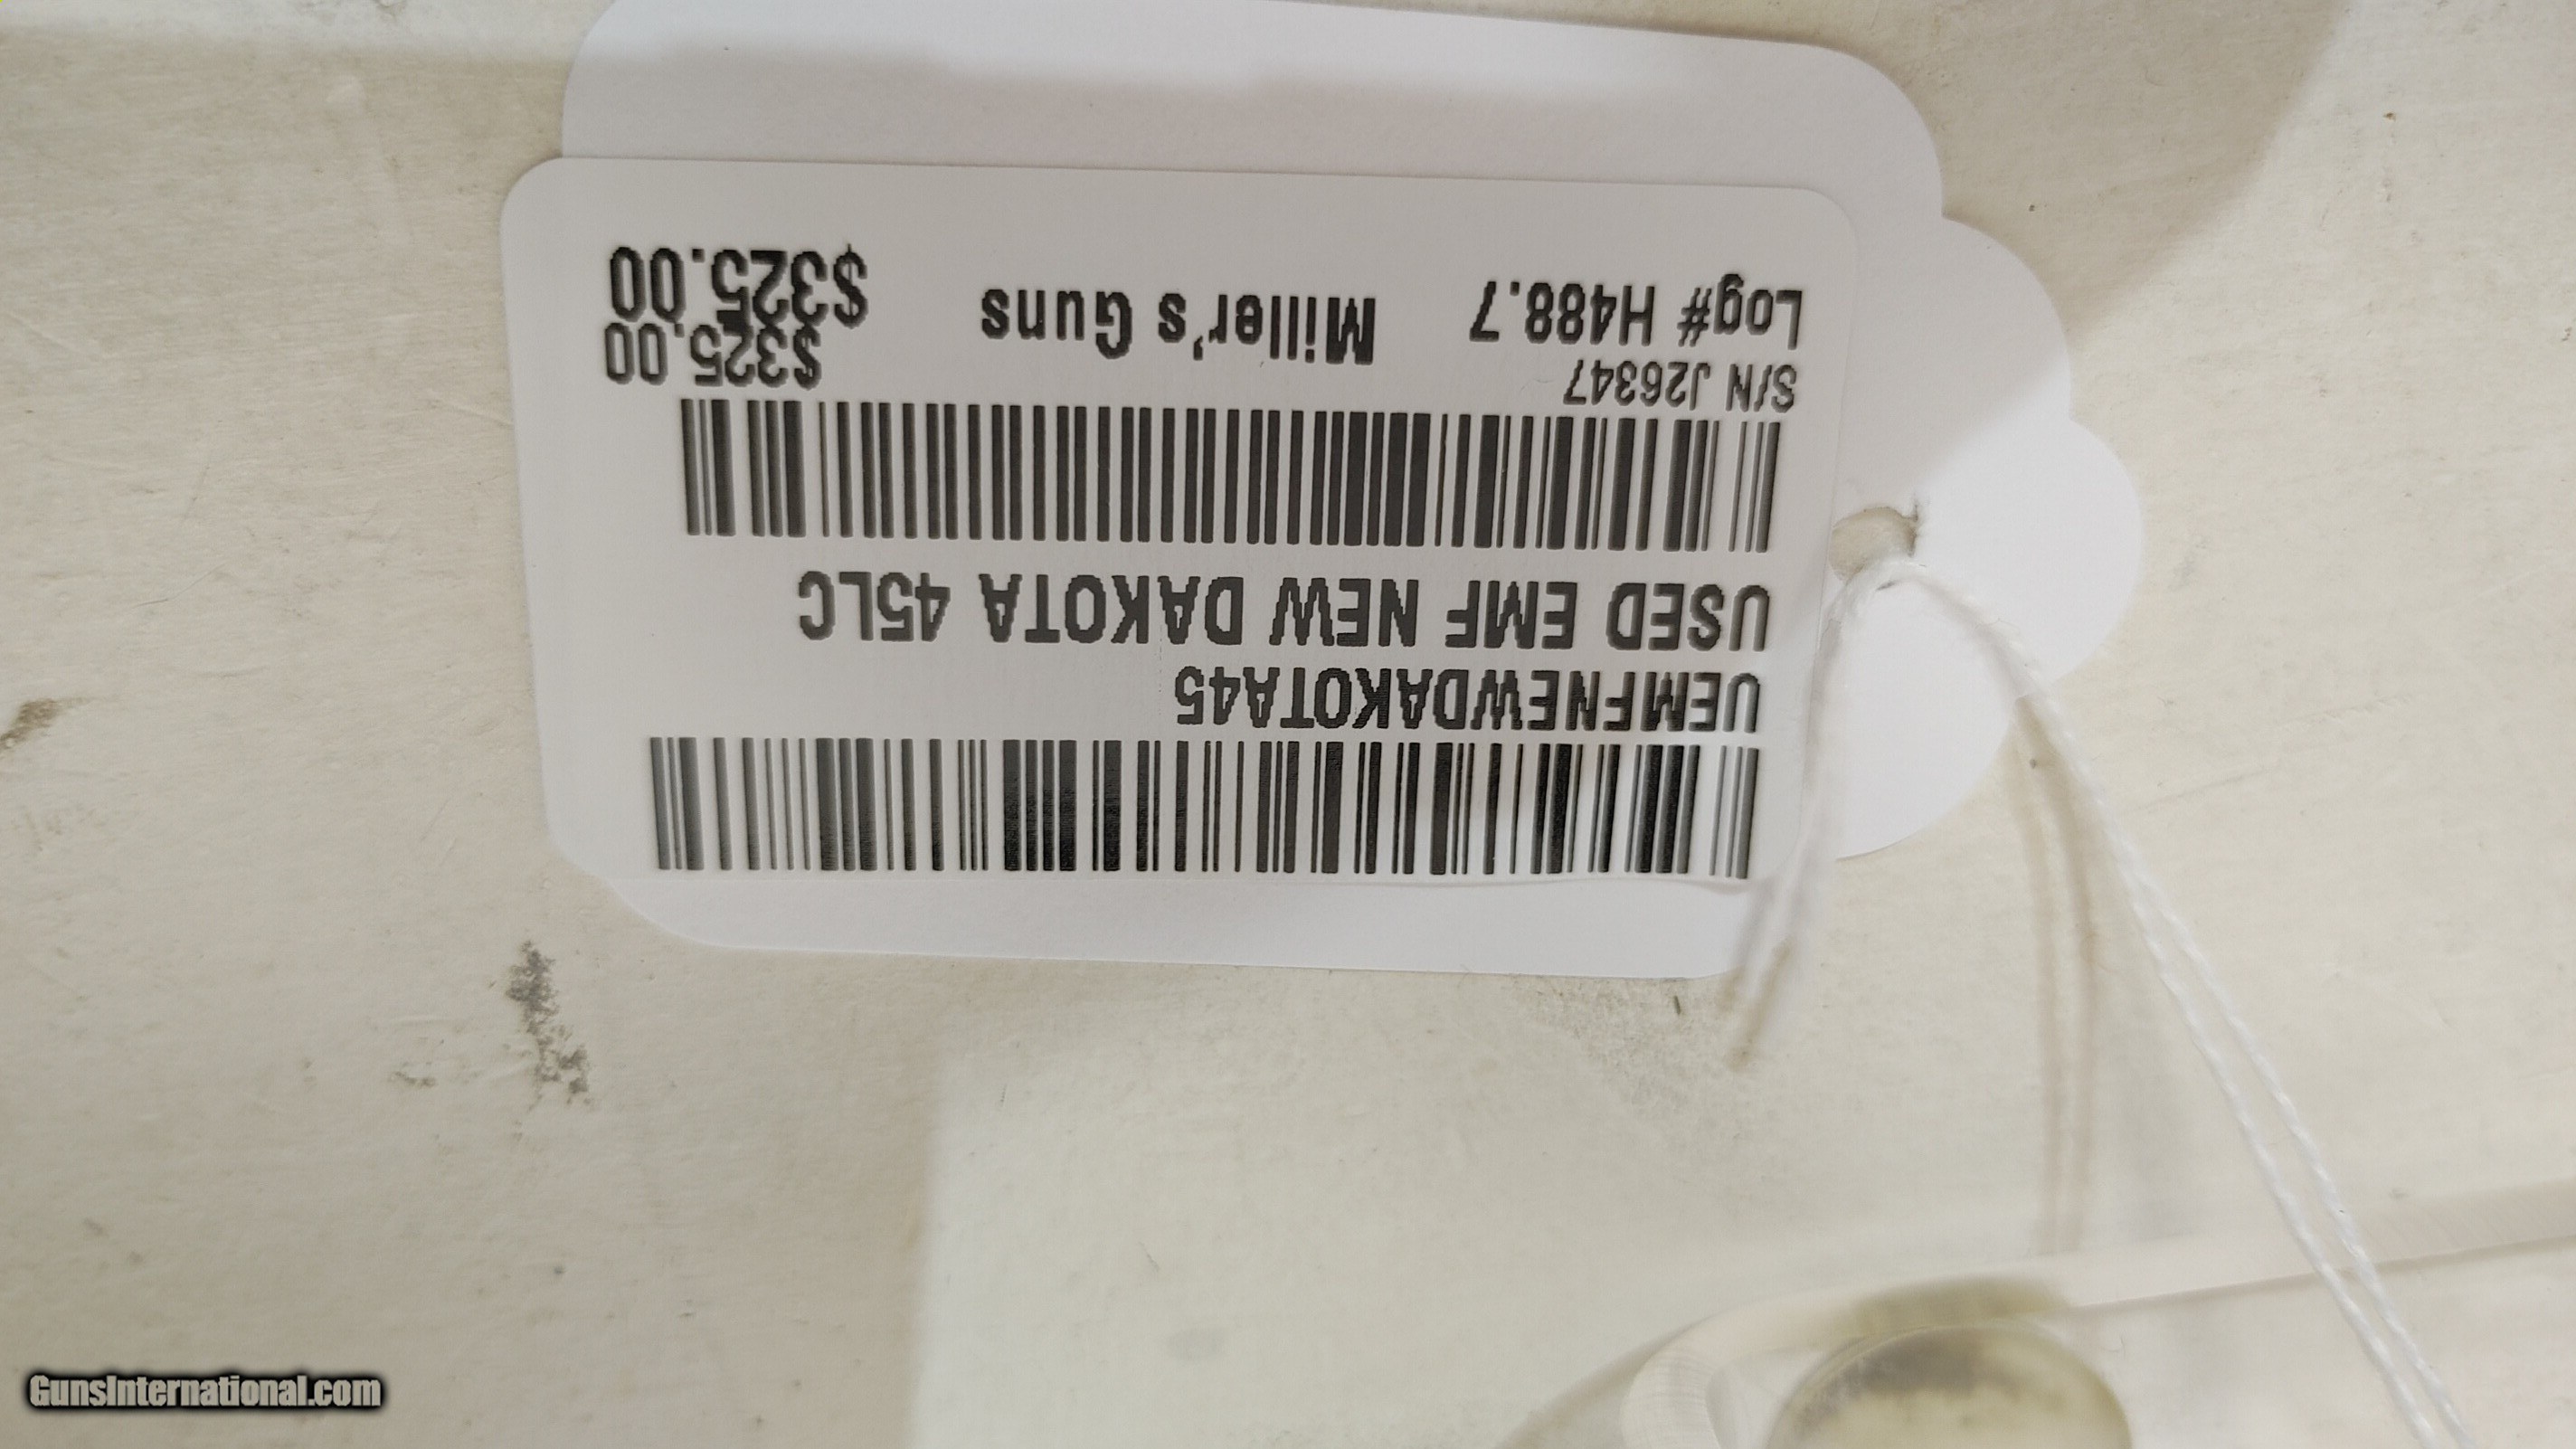 UEMFNEWDAKOTA45
USED EMF NEW DAKOTA 45LC
S/N J26347 $325.00
Log# H488.7 Miller's Guns $325.00
GunsInternational.com